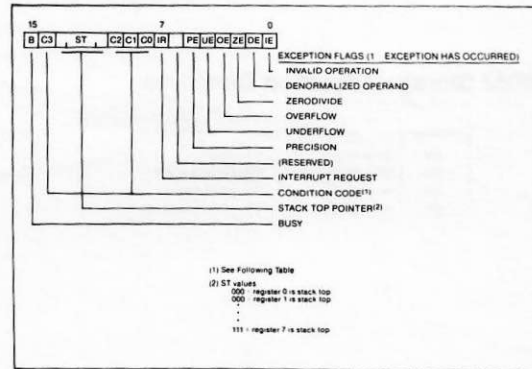 15 7 0
B C3 ST C2 C1 C0 IR PE UE OE ZE DE IE
EXCEPTION FLAGS (1 EXCEPTION HAS OCCURRED)
INVALID OPERATION
DENORMALIZED OPERAND
ZERODIVIDE
OVERFLOW
UNDERFLOW
PRECISION
(RESERVED)
INTERRUPT REQUEST
CONDITION CODE(1)
STACK TOP POINTER(2)
BUSY
(1) See Following Table
(2) ST values
000 - register 0 is stack top
000 - register 1 is stack top
111 - register 7 is stack top